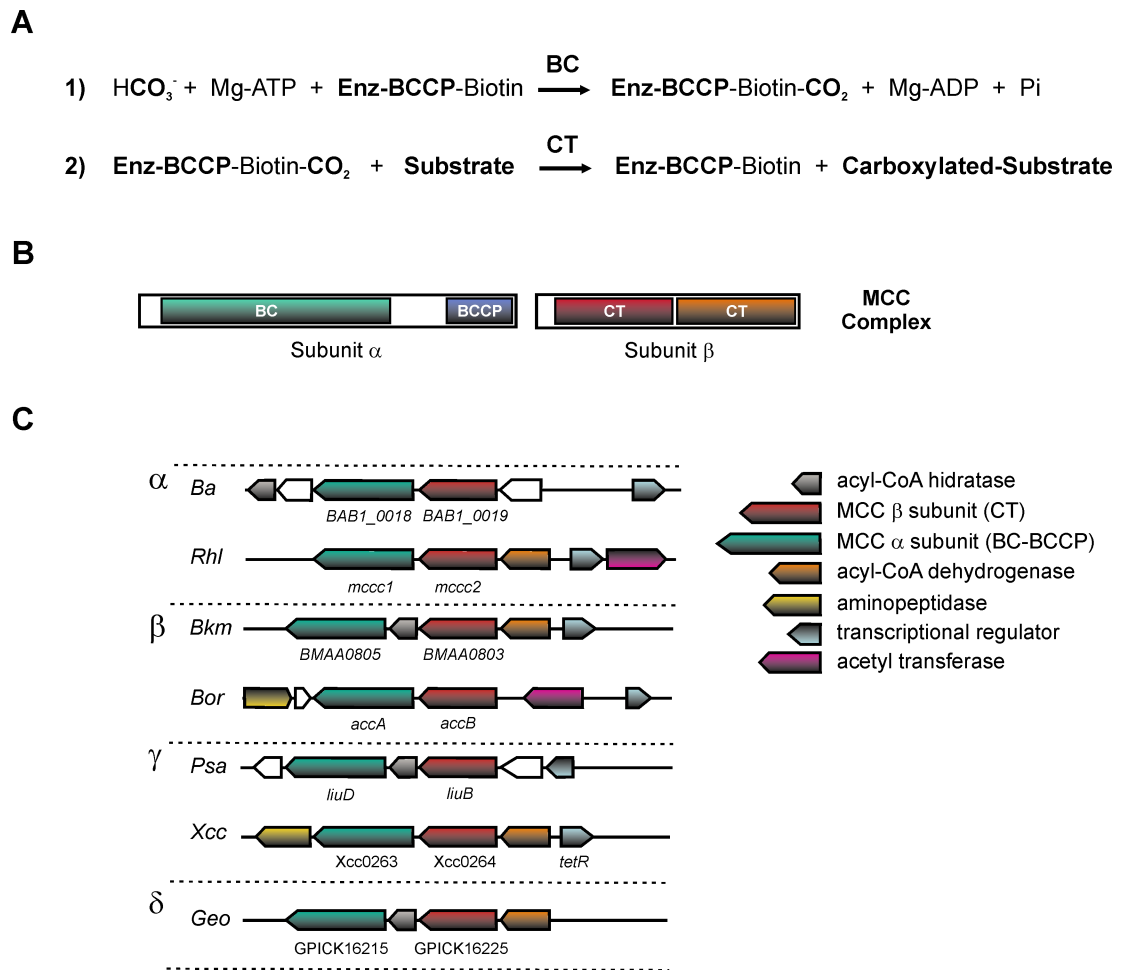 A
BC
1) HCO₃⁻ + Mg-ATP + Enz-BCCP-Biotin → Enz-BCCP-Biotin-CO₂ + Mg-ADP + Pi
CT
2) Enz-BCCP-Biotin-CO₂ + Substrate → Enz-BCCP-Biotin + Carboxylated-Substrate
B
BC BCCP CT CT
MCC
Complex
Subunit α Subunit β
C
α Ba
BAB1_0018 BAB1_0019
Rhl
mccc1 mccc2
β Bkm
BMAA0805 BMAA0803
Bor
accA accB
γ Psa
liuD liuB
Xcc
Xcc0263 Xcc0264 tetR
δ Geo
GPICK16215 GPICK16225
acyl-CoA hidratase
MCC β subunit (CT)
MCC α subunit (BC-BCCP)
acyl-CoA dehydrogenase
aminopeptidase
transcriptional regulator
acetyl transferase